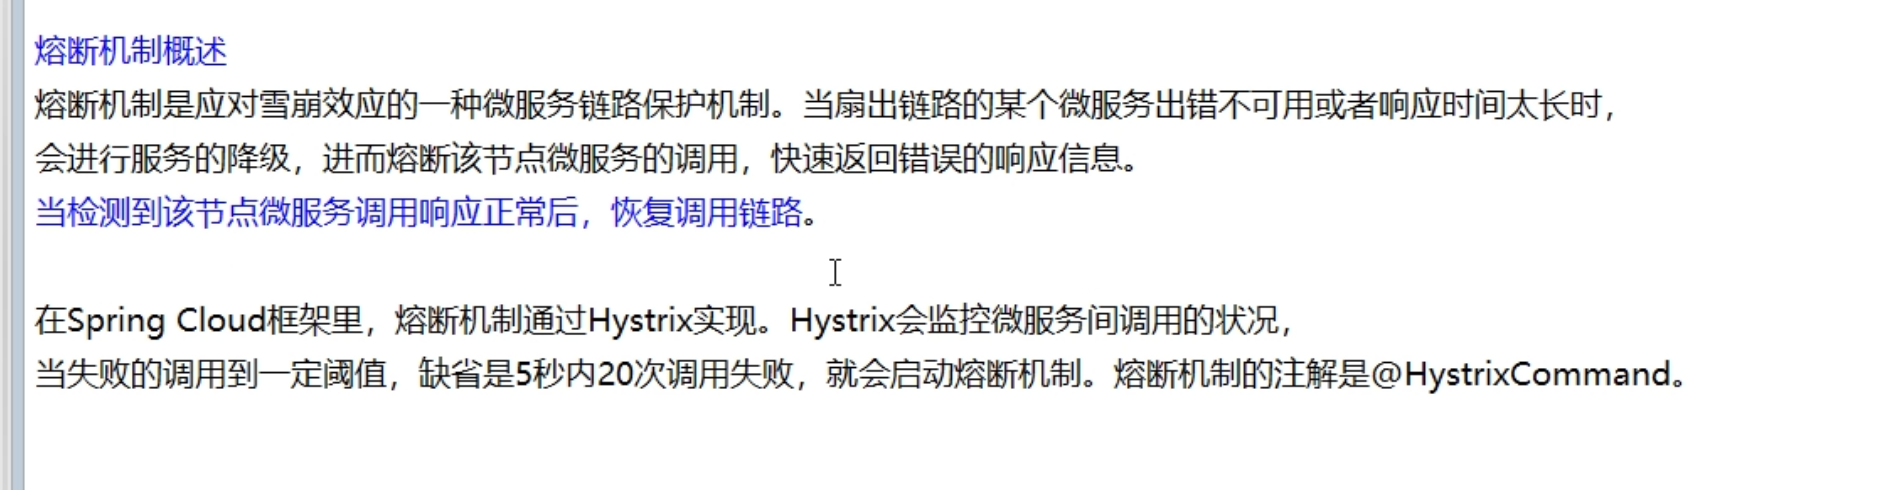 熔断机制概述
熔断机制是应对雪崩效应的一种微服务链路保护机制。当扇出链路的某个微服务出错不可用或者响应时间太长时，
会进行服务的降级，进而熔断该节点微服务的调用，快速返回错误的响应信息。
当检测到该节点微服务调用响应正常后，恢复调用链路。
在Spring Cloud框架里，熔断机制通过Hystrix实现。Hystrix会监控微服务间调用的状况，
当失败的调用到一定阈值，缺省是5秒内20次调用失败，就会启动熔断机制。熔断机制的注解是@HystrixCommand。